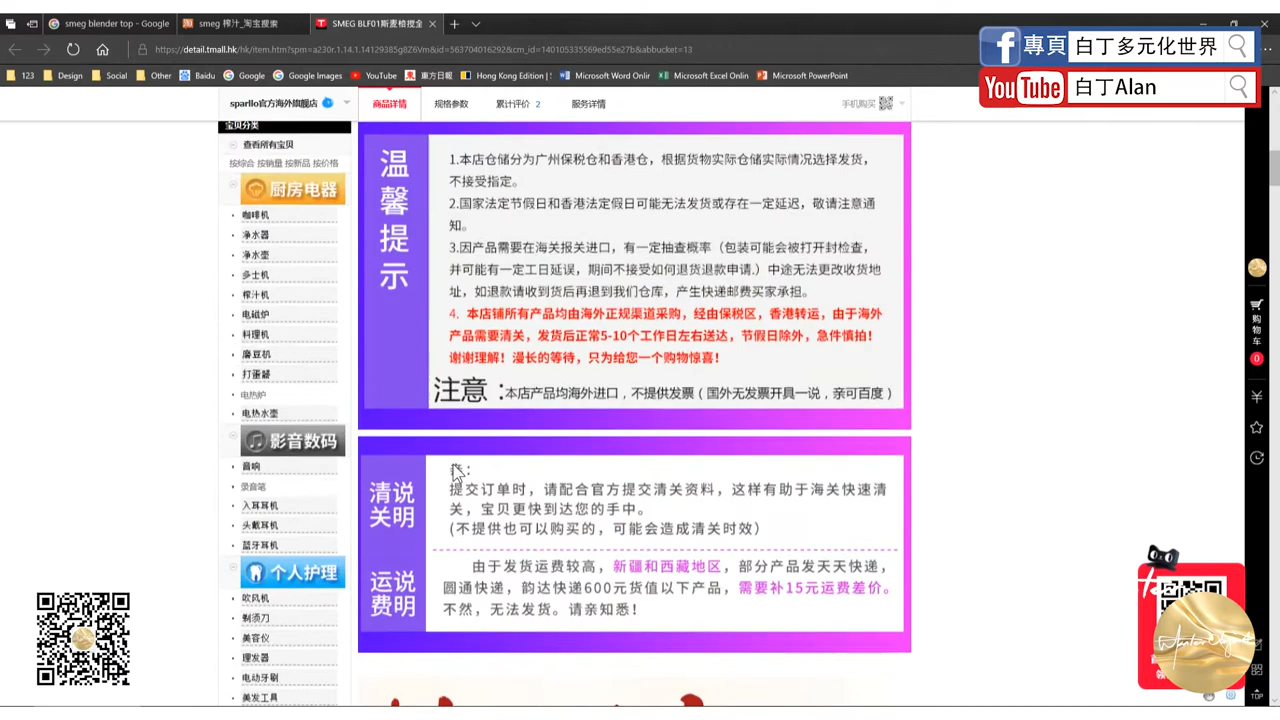 smeg blender top - Google
smeg 榨汁_淘宝搜索
SMEG BLF01斯麦格搅全
https://detail.tmall.hk/hk/item.htm?spm=a230r.1.14.1.14129385g8Z6Vm&id=563704016292&cm_id=140105335569ed55e27b&abbucket=13
專頁
白丁多元化世界
YouTube
白丁Alan
123
Design
Social
Other
Baidu
Google
Google Images
YouTube
東方日報
Hong Kong Edition |
Microsoft Word Onlir
Microsoft Excel Onlin
Microsoft PowerPoint
sparllo官方海外旗舰店
商品详情
规格参数
累计评价 2
服务详情
手机购买
宝贝分类
查看所有宝贝
按综合 按销量 按新品 按价格
厨房电器
咖啡机
净水器
净水壶
多士机
榨汁机
电磁炉
料理机
磨豆机
打蛋器
电热炉
电热水壶
影音数码
音响
录音笔
入耳耳机
头戴耳机
蓝牙耳机
个人护理
吹风机
剃须刀
美容仪
理发器
电动牙刷
美发工具
温馨提示
1.本店仓储分为广州保税仓和香港仓，根据货物实际仓储实际情况选择发货，
不接受指定。
2.国家法定节假日和香港法定假日可能无法发货或存在一定延迟，敬请注意通
知。
3.因产品需要在海关报关进口，有一定抽查概率（包装可能会被打开封检查，
并可能有一定工日延误，期间不接受如何退货退款申请.）中途无法更改收货地
址，如退款请收到货后再退到我们仓库，产生快递邮费买家承担。
4. 本店铺所有产品均由海外正规渠道采购，经由保税区，香港转运，由于海外
产品需要清关，发货后正常5-10个工作日左右送达，节假日除外，急件慎拍！
谢谢理解！漫长的等待，只为给您一个购物惊喜！
注意：本店产品均海外进口，不提供发票（国外无发票开具一说，亲可百度）
清关说明
提交订单时，请配合官方提交清关资料，这样有助于海关快速清
关，宝贝更快到达您的手中。
(不提供也可以购买的，可能会造成清关时效)
运费说明
由于发货运费较高，新疆和西藏地区，部分产品发天天快递，
圆通快递，韵达快递600元货值以下产品，需要补15元运费差价。
不然，无法发货。请亲知悉！
购物车
0
TOP